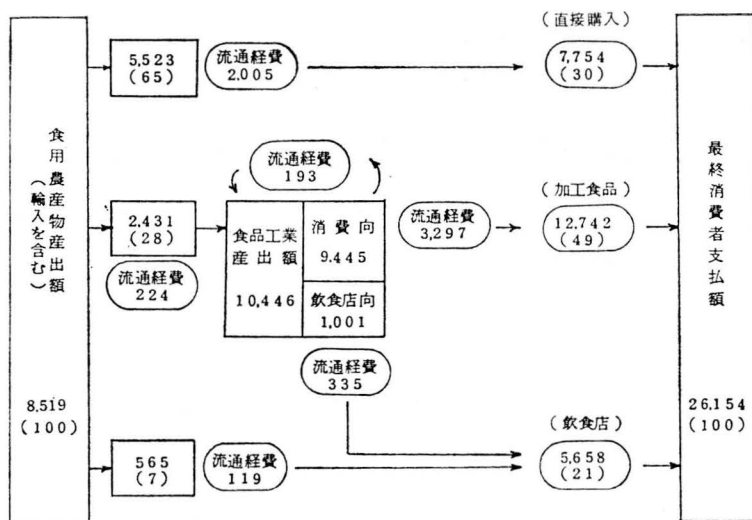 食用農産物産出額
(輸入を含む)
8,519
(100)
5,523
(65)
流通経費
2,005
(直接購入)
7,754
(30)
流通経費
193
2,431
(28)
流通経費
224
食品工業
産出額
10,446
消費向
9.445
飲食店向
1,001
流通経費
3,297
(加工食品)
12,742
(49)
流通経費
335
565
(7)
流通経費
119
(飲食店)
5,658
(21)
最終消費者支払額
26,154
(100)